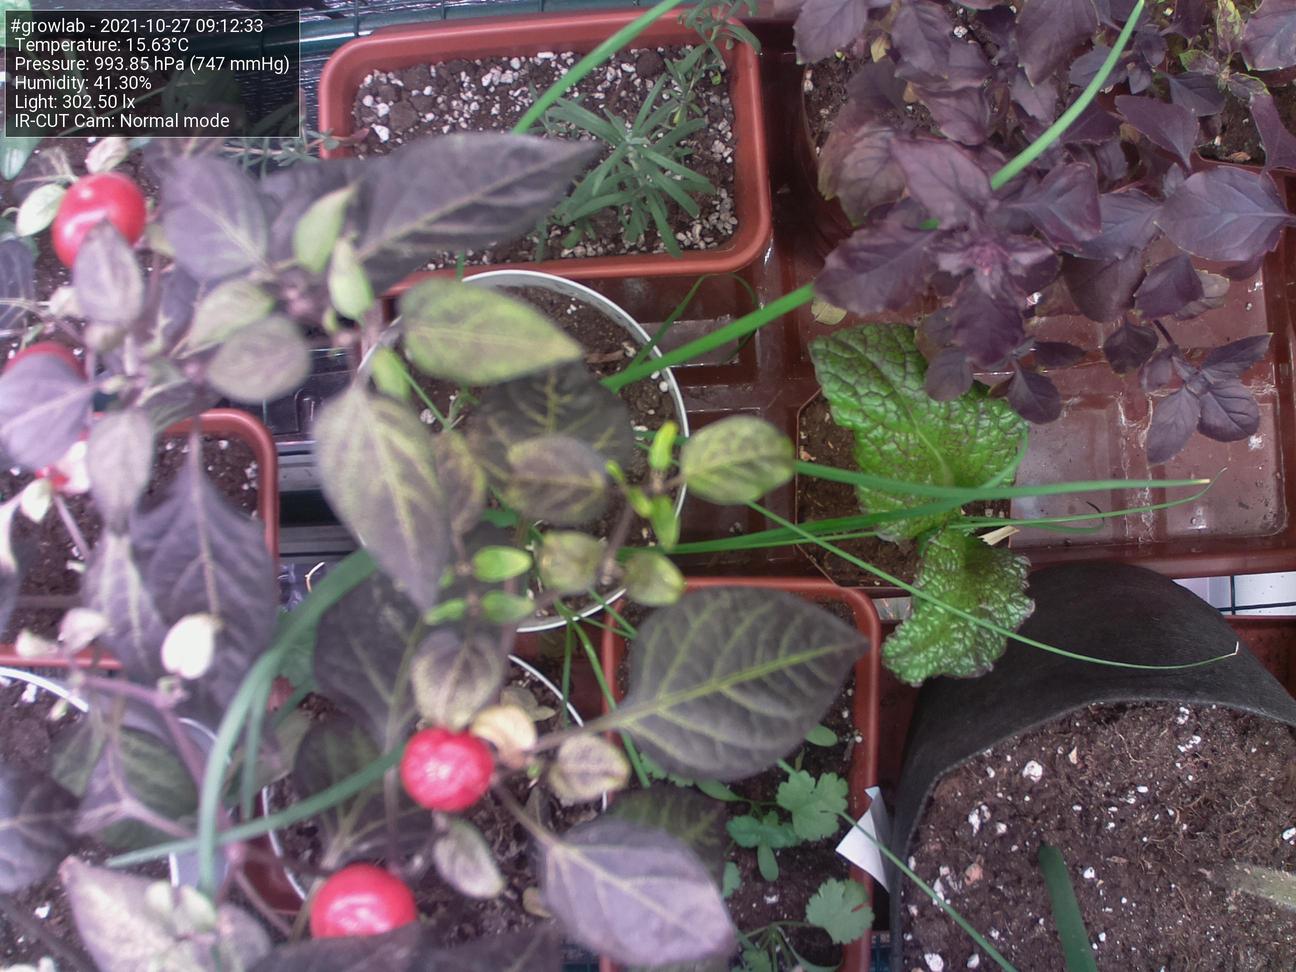 #growlab - 2021-10-27 09:12:33
Temperature: 15.63°C
Pressure: 993.85 hPa (747 mmHg)
Humidity: 41.30%
Light: 302.50 lx
IR-CUT Cam: Normal mode